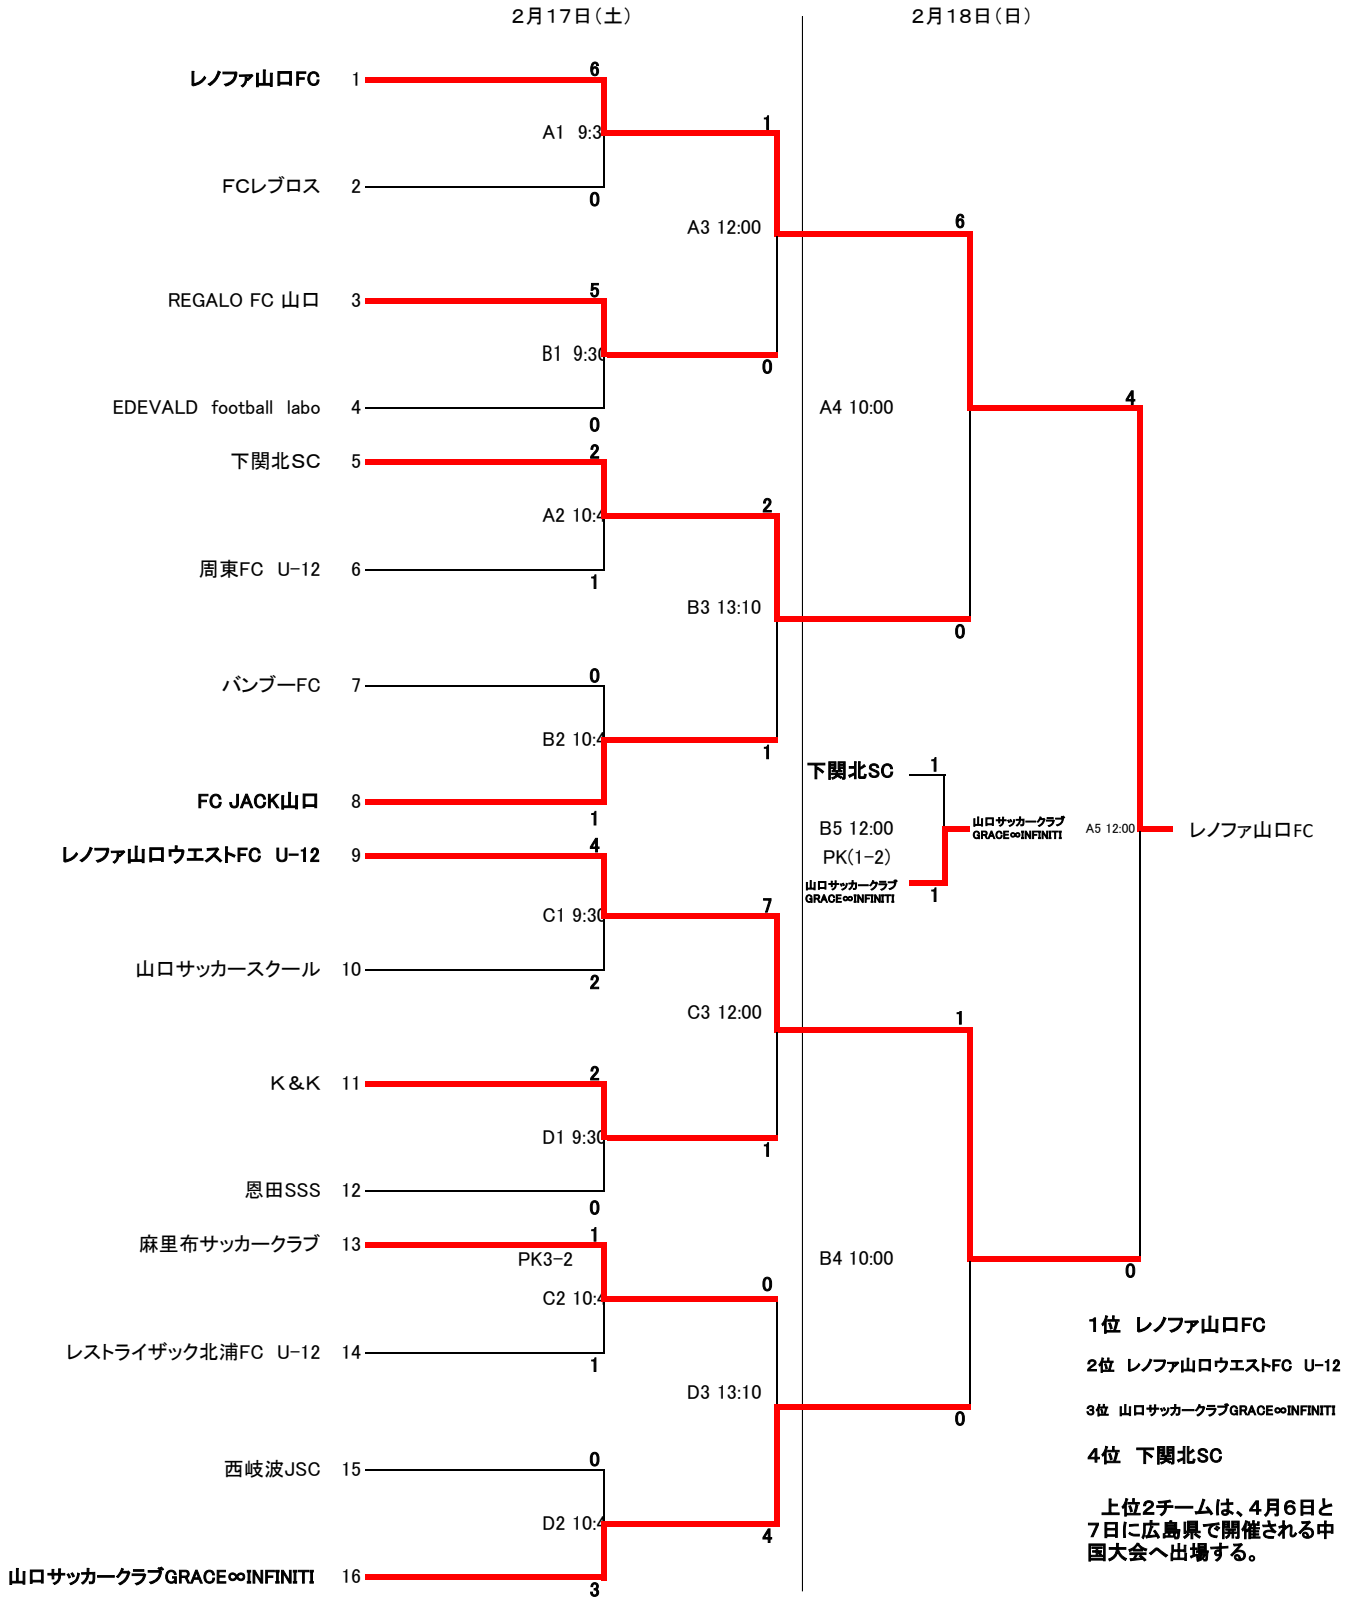 ２月１７日（土）
２月１８日（日）
レノファ山口FC 1
6
A1 9:3
1
FCレブロス 2
0
A3 12:00
6
REGALO FC 山口 3
5
B1 9:30
0
EDEVALD football labo 4
0
A4 10:00
4
下関北SC 5
2
A2 10:4
2
周東FC U-12 6
1
B3 13:10
0
バンブーFC 7
0
B2 10:4
1
FC JACK山口 8
1
下関北SC
1
B5 12:00
PK(1-2)
山口サッカークラブ
GRACE∞INFINITI
1
山口サッカークラブ
GRACE∞INFINITI
A5 12:00
レノファ山口FC
レノファ山口ウエストFC U-12 9
4
C1 9:30
7
山口サッカースクール 10
2
C3 12:00
1
K＆K 11
2
D1 9:30
1
恩田SSS 12
0
麻里布サッカークラブ 13
1
PK3-2
C2 10:4
0
B4 10:00
0
レストライザック北浦FC U-12 14
1
D3 13:10
0
西岐波JSC 15
0
D2 10:4
4
山口サッカークラブGRACE∞INFINITI 16
3
１位 レノファ山口FC
２位 レノファ山口ウエストFC U-12
３位 山口サッカークラブGRACE∞INFINITI
４位 下関北SC
上位２チームは、４月６日と
７日に広島県で開催される中
国大会へ出場する。